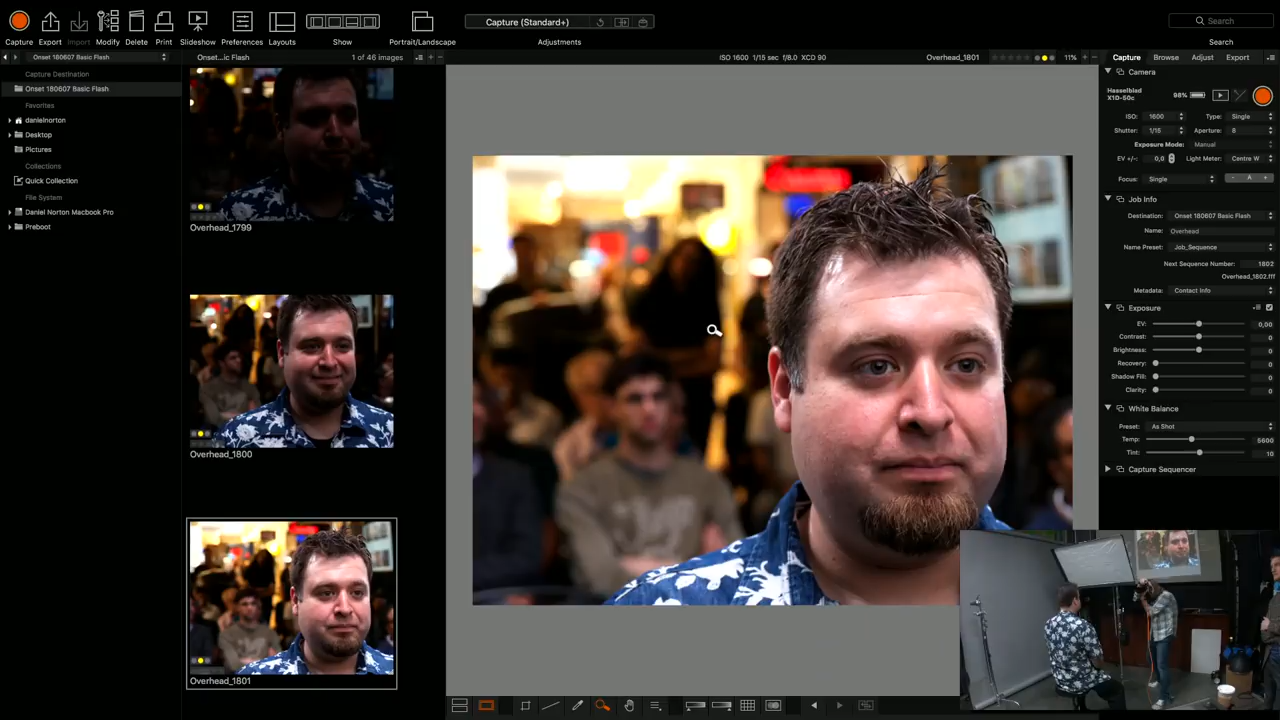 Capture
Export
Import
Modify
Delete
Print
Slideshow
Preferences
Layouts
Show
Portrait/Landscape
Capture (Standard+)
Adjustments
Search
Search
Onset 180607 Basic Flash
Onset...ic Flash
1 of 46 images
ISO 1600 1/15 sec f/8.0 XCD 90
Overhead_1801
11%
Capture Browse Adjust Export
Capture Destination
Onset 180607 Basic Flash
Favorites
danielnorton
Desktop
Pictures
Collections
Quick Collection
File System
Daniel Norton Macbook Pro
Preboot
Overhead_1799
Overhead_1800
Overhead_1801
Camera
Hasselblad
X1D-50c
98%
ISO: 1600 Type: Single
Shutter: 1/15 Aperture: 8
Exposure Mode: Manual
EV +/-: 0,0 Light Meter: Centre W
Focus: Single - A +
Job Info
Destination: Onset 180607 Basic Flash
Name: Overhead
Name Preset: Job_Sequence
Next Sequence Number: 1802
Overhead_1802.fff
Metadata: Contact Info
Exposure
EV: 0,00
Contrast: 0
Brightness: 0
Recovery: 0
Shadow Fill: 0
Clarity: 0
White Balance
Preset: As Shot
Temp: 5600
Tint: 10
Capture Sequencer